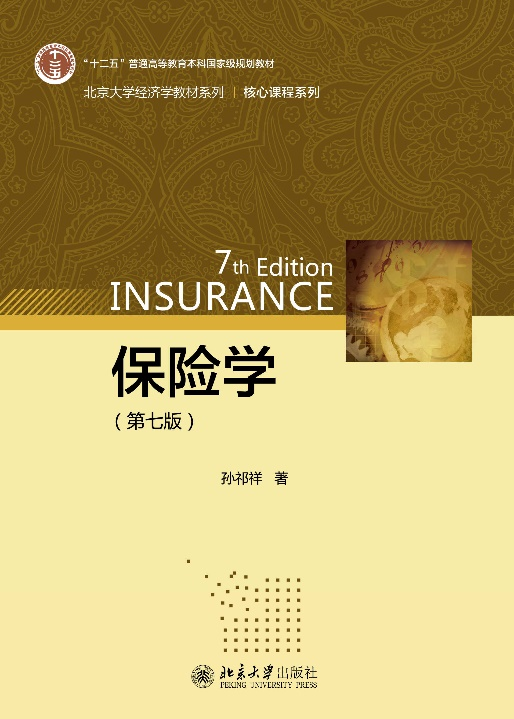 十二五
“十二五”普通高等教育本科国家级规划教材
北京大学经济学教材系列 | 核心课程系列
7th Edition
INSURANCE
保险学
（第七版）
孙祁祥 著
北京大学出版社
PEKING UNIVERSITY PRESS